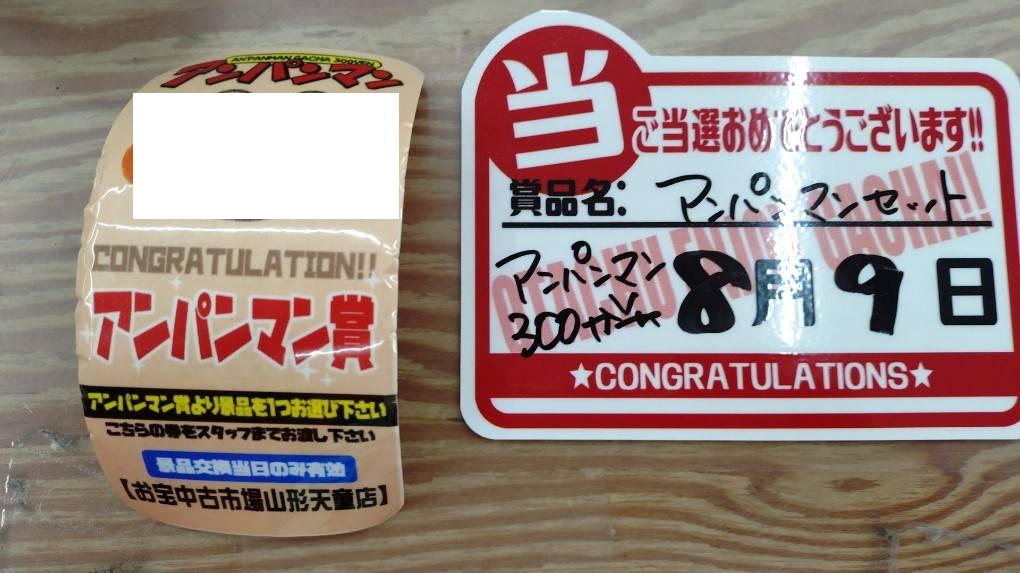 ANPANMAN GACHA 300YEN
アンパンマン
CONGRATULATION!!
アンパンマン賞
アンパンマン賞より景品を1つお選び下さい
こちらの券をスタッフまでお渡し下さい
景品交換当日のみ有効
【お宝中古市場山形天童店】
当
ご当選おめでとうございます!!
賞品名: アンパンマンセット
アンパンマン
300ガシャ
8月9日
GACHA!!
★CONGRATULATIONS★